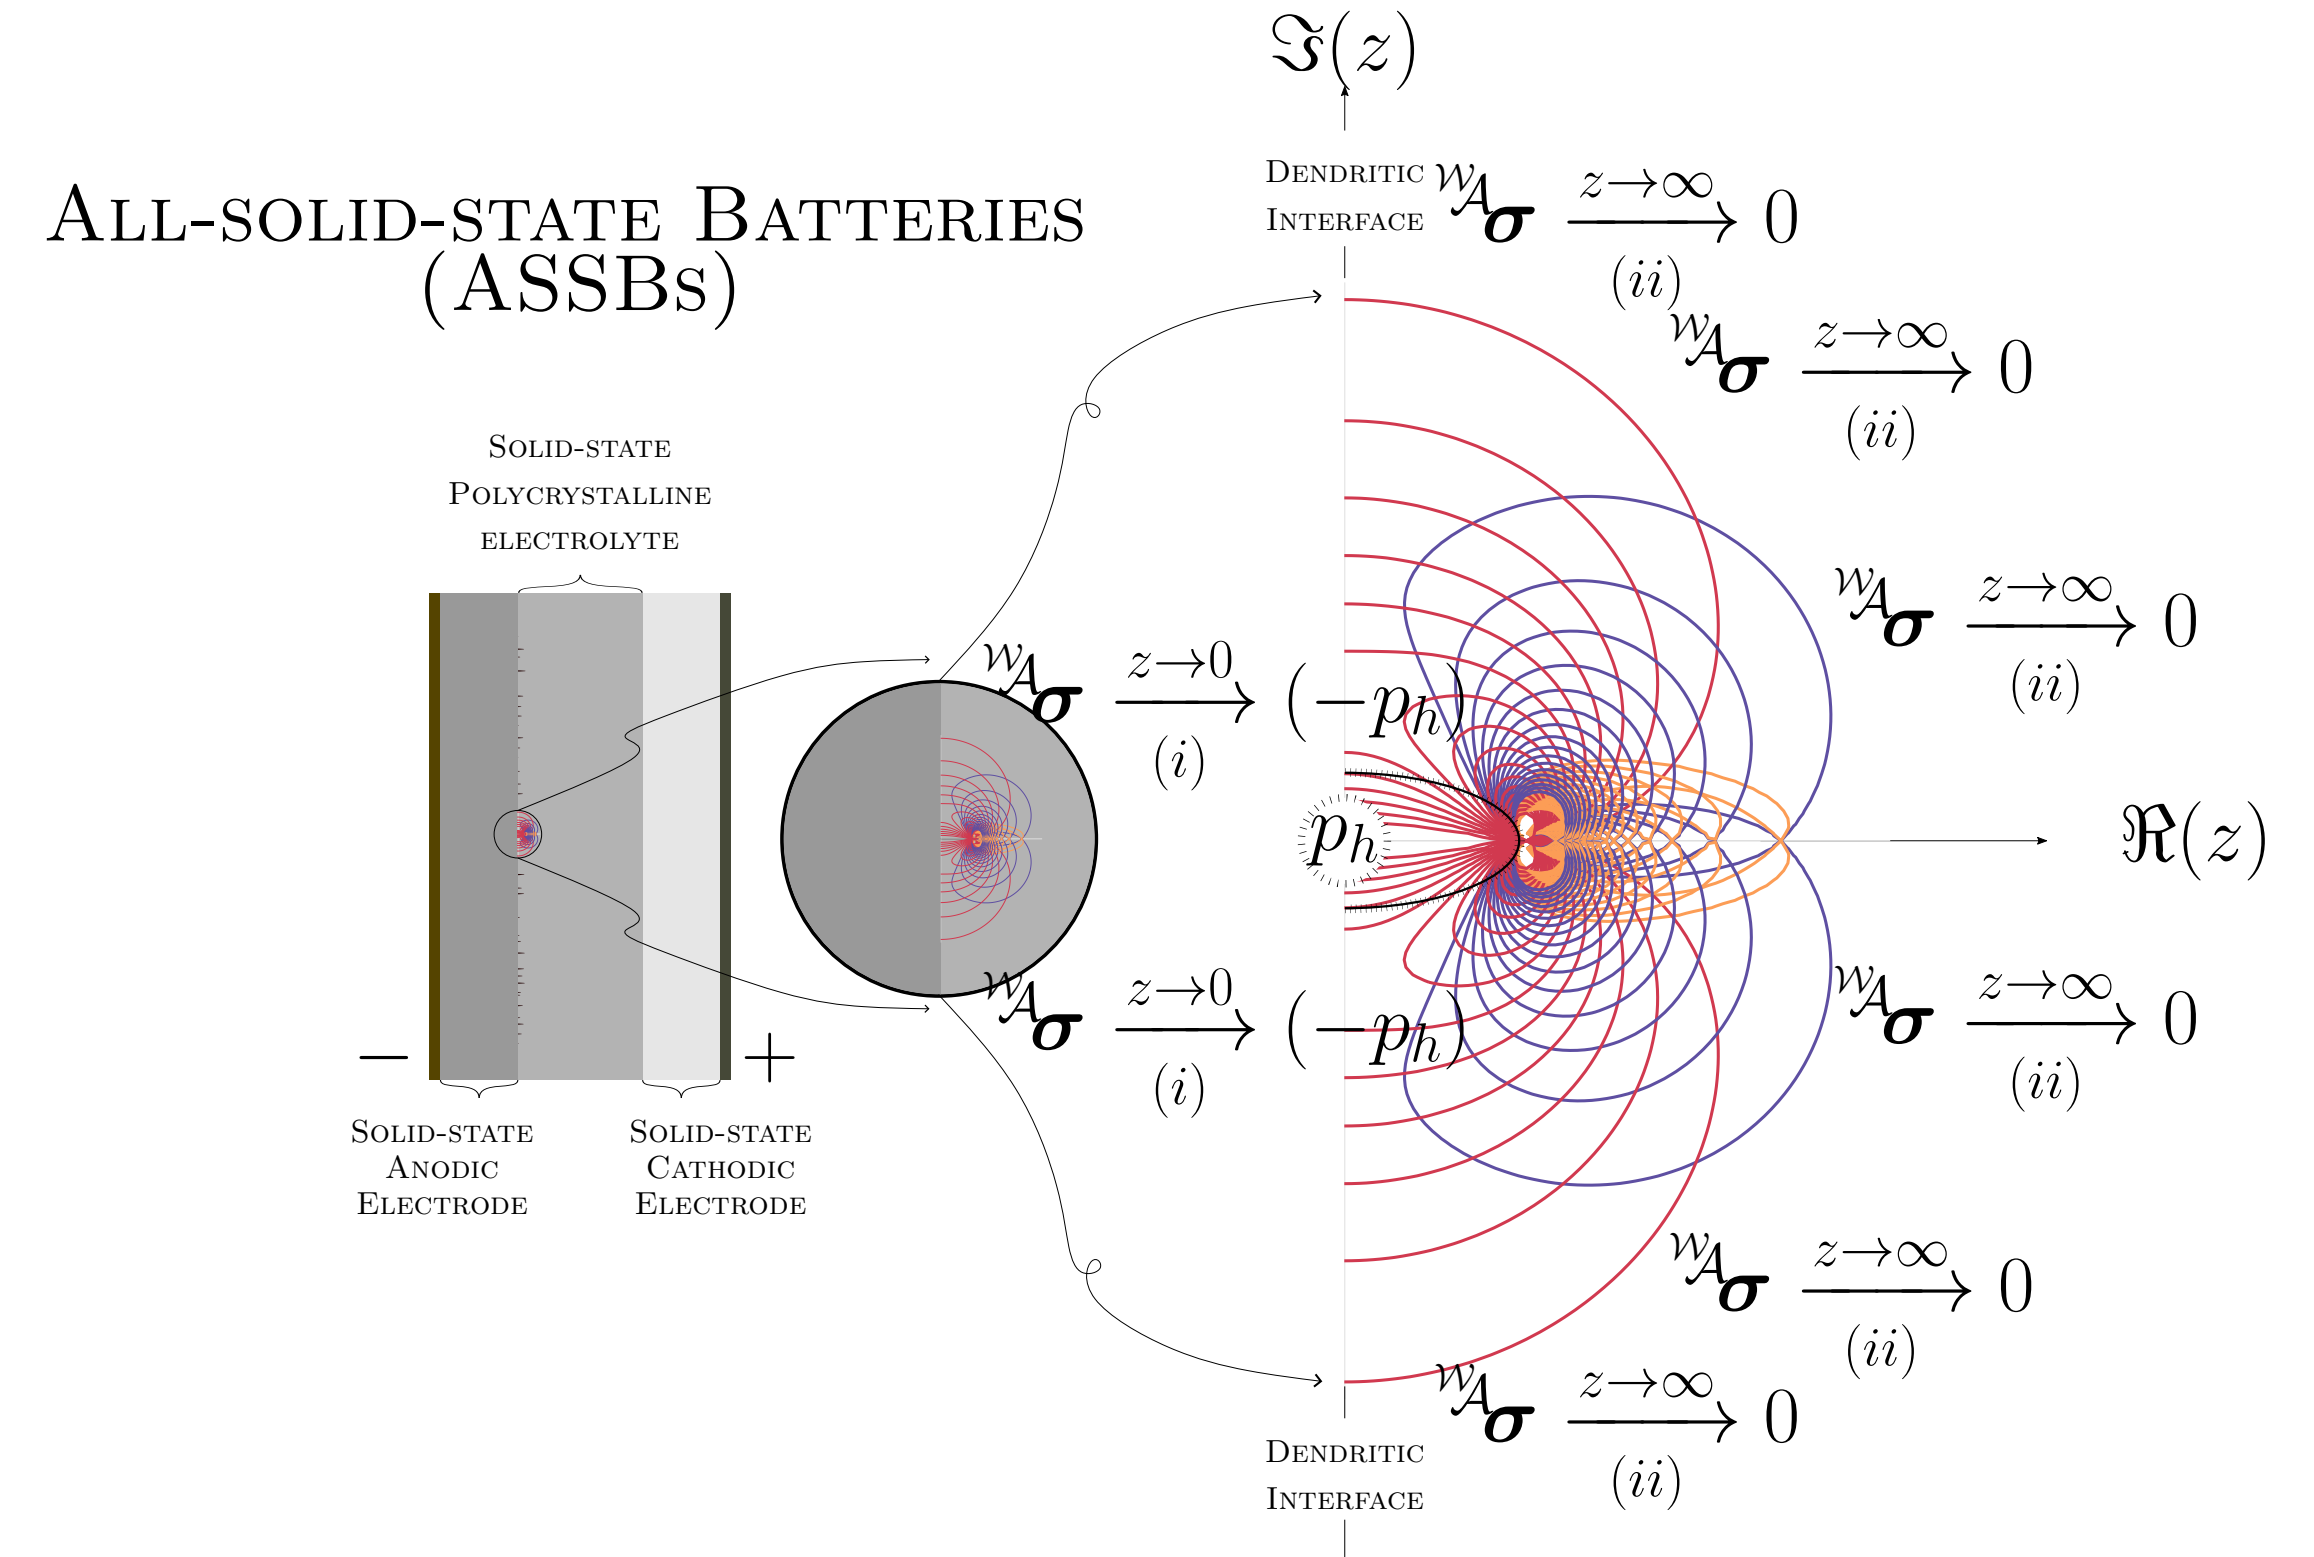 ℑ(z)
All-solid-state Batteries
(ASSBs)
Dendritic
Interface
𝒲𝒜σ z→∞ 0
(ii)
𝒲𝒜σ z→∞ 0
(ii)
Solid-state
Polycrystalline
electrolyte
𝒲𝒜σ z→∞ 0
(ii)
𝒲𝒜σ z→0 (−p_h)
(i)
p_h
ℜ(z)
𝒲𝒜σ z→0 (−p_h)
(i)
𝒲𝒜σ z→∞ 0
(ii)
− +
Solid-state
Anodic
Electrode
Solid-state
Cathodic
Electrode
𝒲𝒜σ z→∞ 0
(ii)
𝒲𝒜σ z→∞ 0
(ii)
Dendritic
Interface